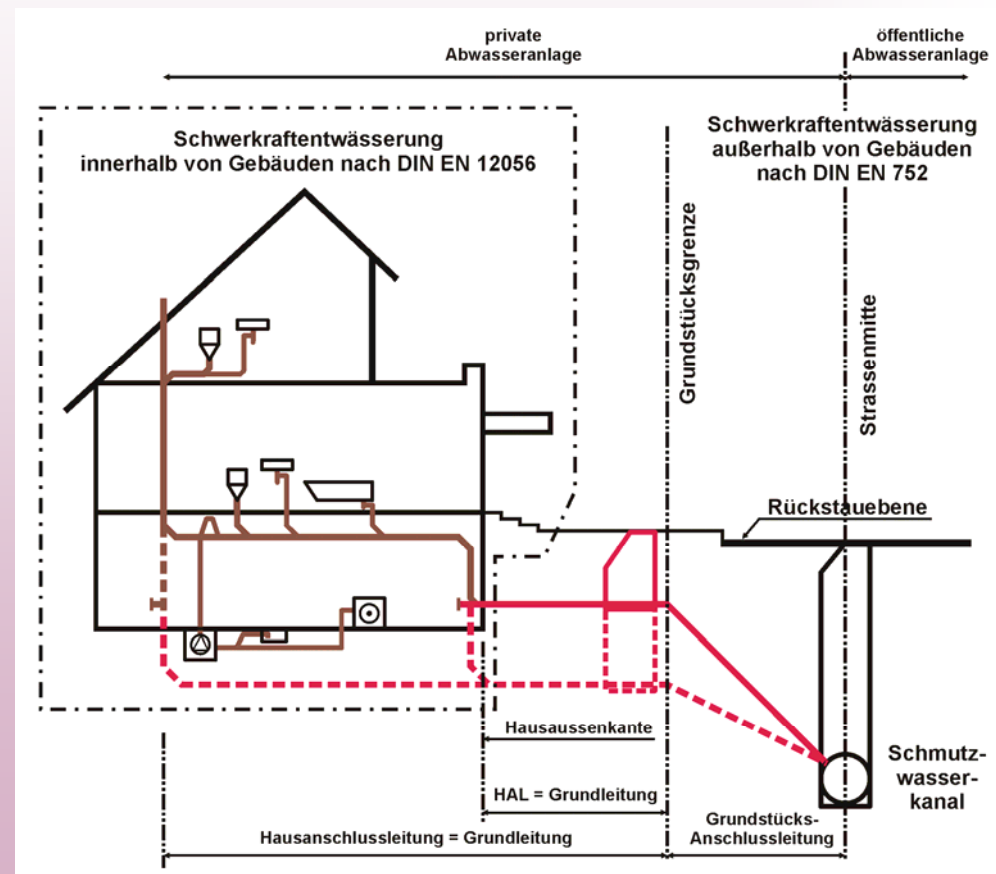 private
Abwasseranlage
öffentliche
Abwasseranlage
Schwerkraftentwässerung
innerhalb von Gebäuden nach DIN EN 12056
Schwerkraftentwässerung
außerhalb von Gebäuden
nach DIN EN 752
Grundstücksgrenze
Strassenmitte
Rückstauebene
Hausaussenkante
HAL = Grundleitung
Hausanschlussleitung = Grundleitung
Grundstücks-
Anschlussleitung
Schmutz-
wasser-
kanal